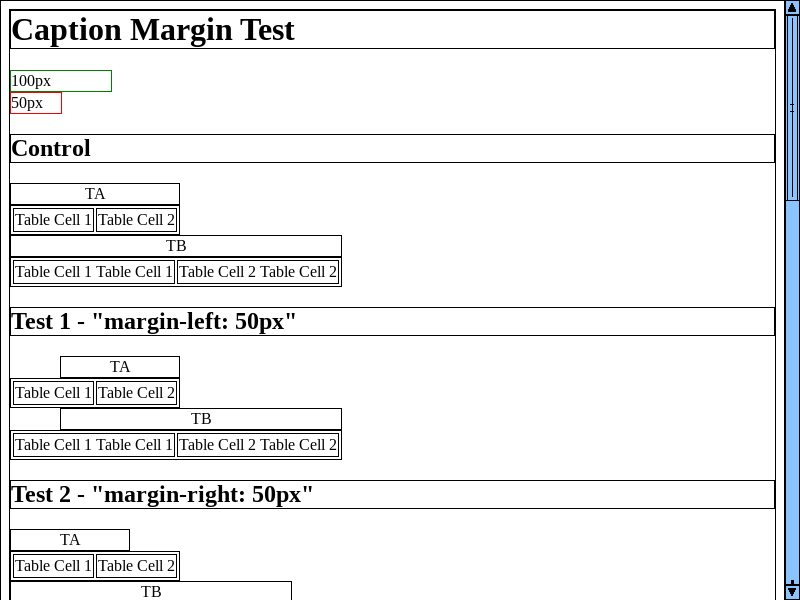 Caption Margin Test
100px
50px
Control
TA
Table Cell 1 Table Cell 2
TB
Table Cell 1 Table Cell 1 Table Cell 2 Table Cell 2
Test 1 - "margin-left: 50px"
TA
Table Cell 1 Table Cell 2
TB
Table Cell 1 Table Cell 1 Table Cell 2 Table Cell 2
Test 2 - "margin-right: 50px"
TA
Table Cell 1 Table Cell 2
TB